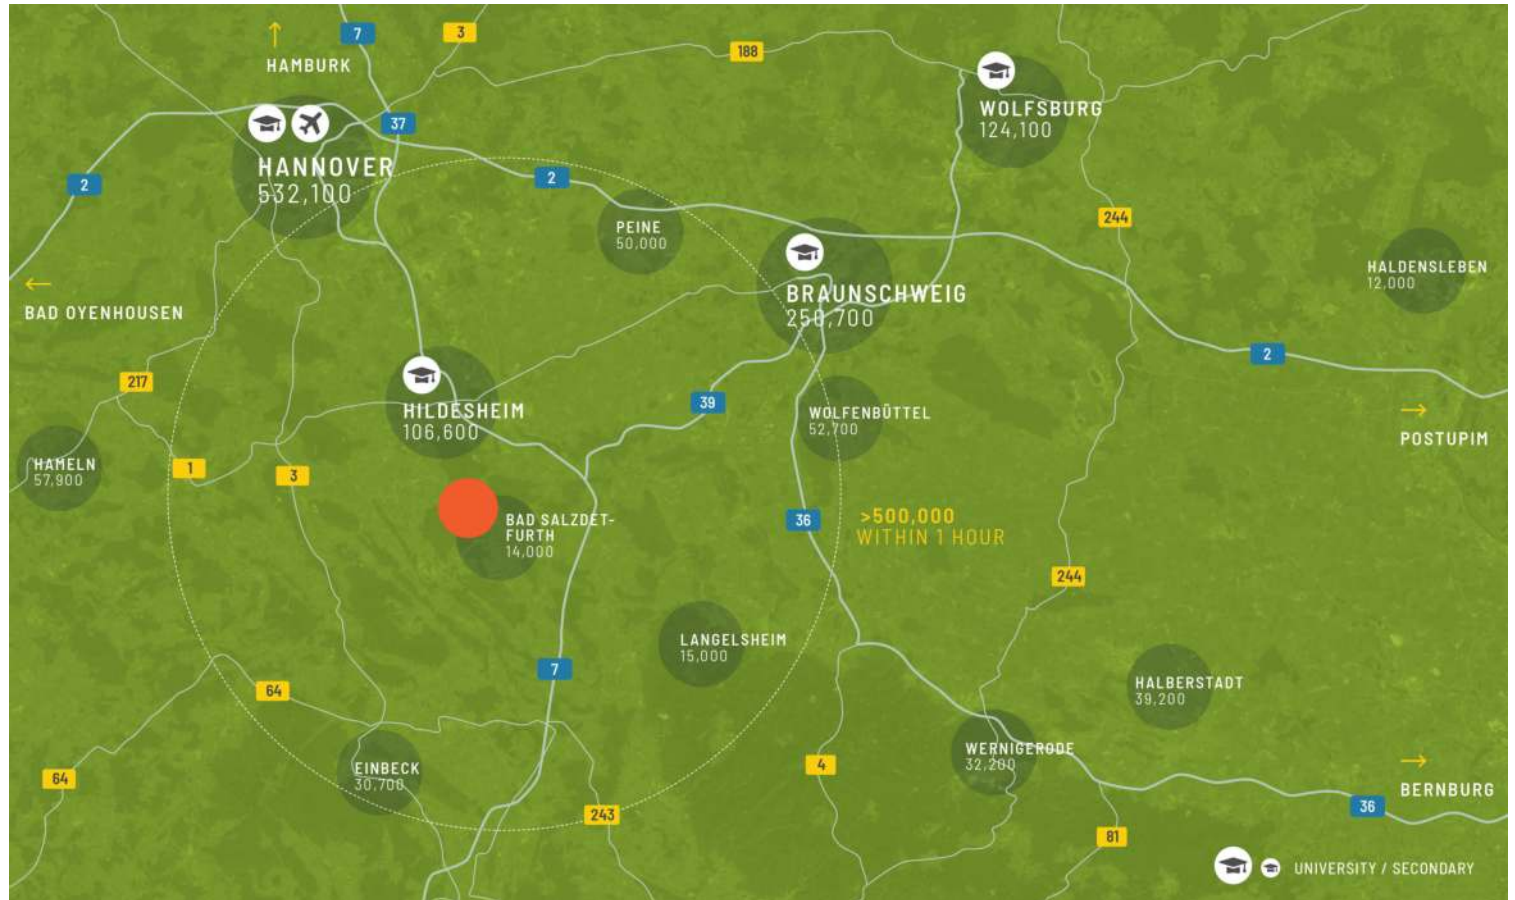 7
3
HAMBURK
188
WOLFSBURG
124,100
37
HANNOVER
532,100
2
2
PEINE
50,000
244
BRAUNSCHWEIG
250,700
HALDENSLEBEN
12,000
BAD OYENHOUSEN
2
217
39
HILDESHEIM
106,600
WOLFENBÜTTEL
52,700
POSTUPIM
HAMELN
57,900
1
3
BAD SALZDET-
FURTH
14,000
36
>500,000
WITHIN 1 HOUR
244
LANGELSHEIM
15,000
7
64
HALBERSTADT
39,200
WERNIGERODE
32,200
EINBECK
30,700
64
4
BERNBURG
36
243
81
UNIVERSITY / SECONDARY